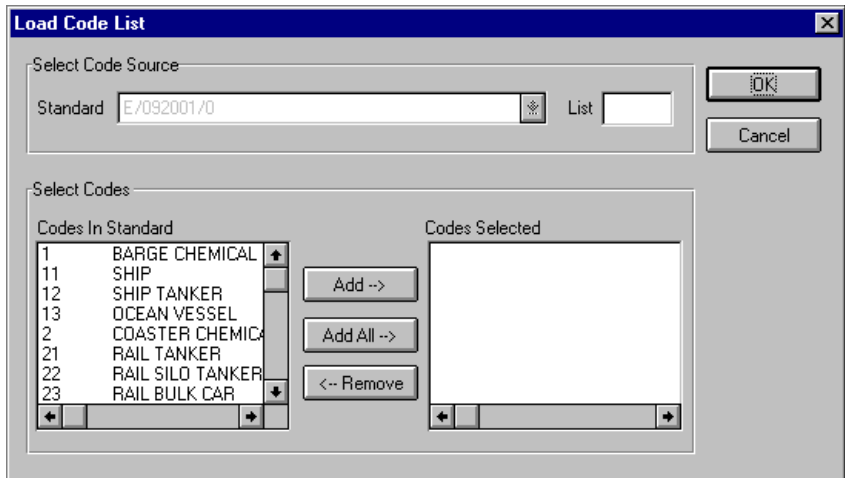 Load Code List
Select Code Source
OK
Standard E/092001/0 List
Cancel
Select Codes
Codes In Standard Codes Selected
1 BARGE CHEMICAL
11 SHIP
12 SHIP TANKER
13 OCEAN VESSEL
2 COASTER CHEMICA
21 RAIL TANKER
22 RAIL SILO TANKER
23 RAIL BULK CAR
Add -->
Add All -->
<-- Remove